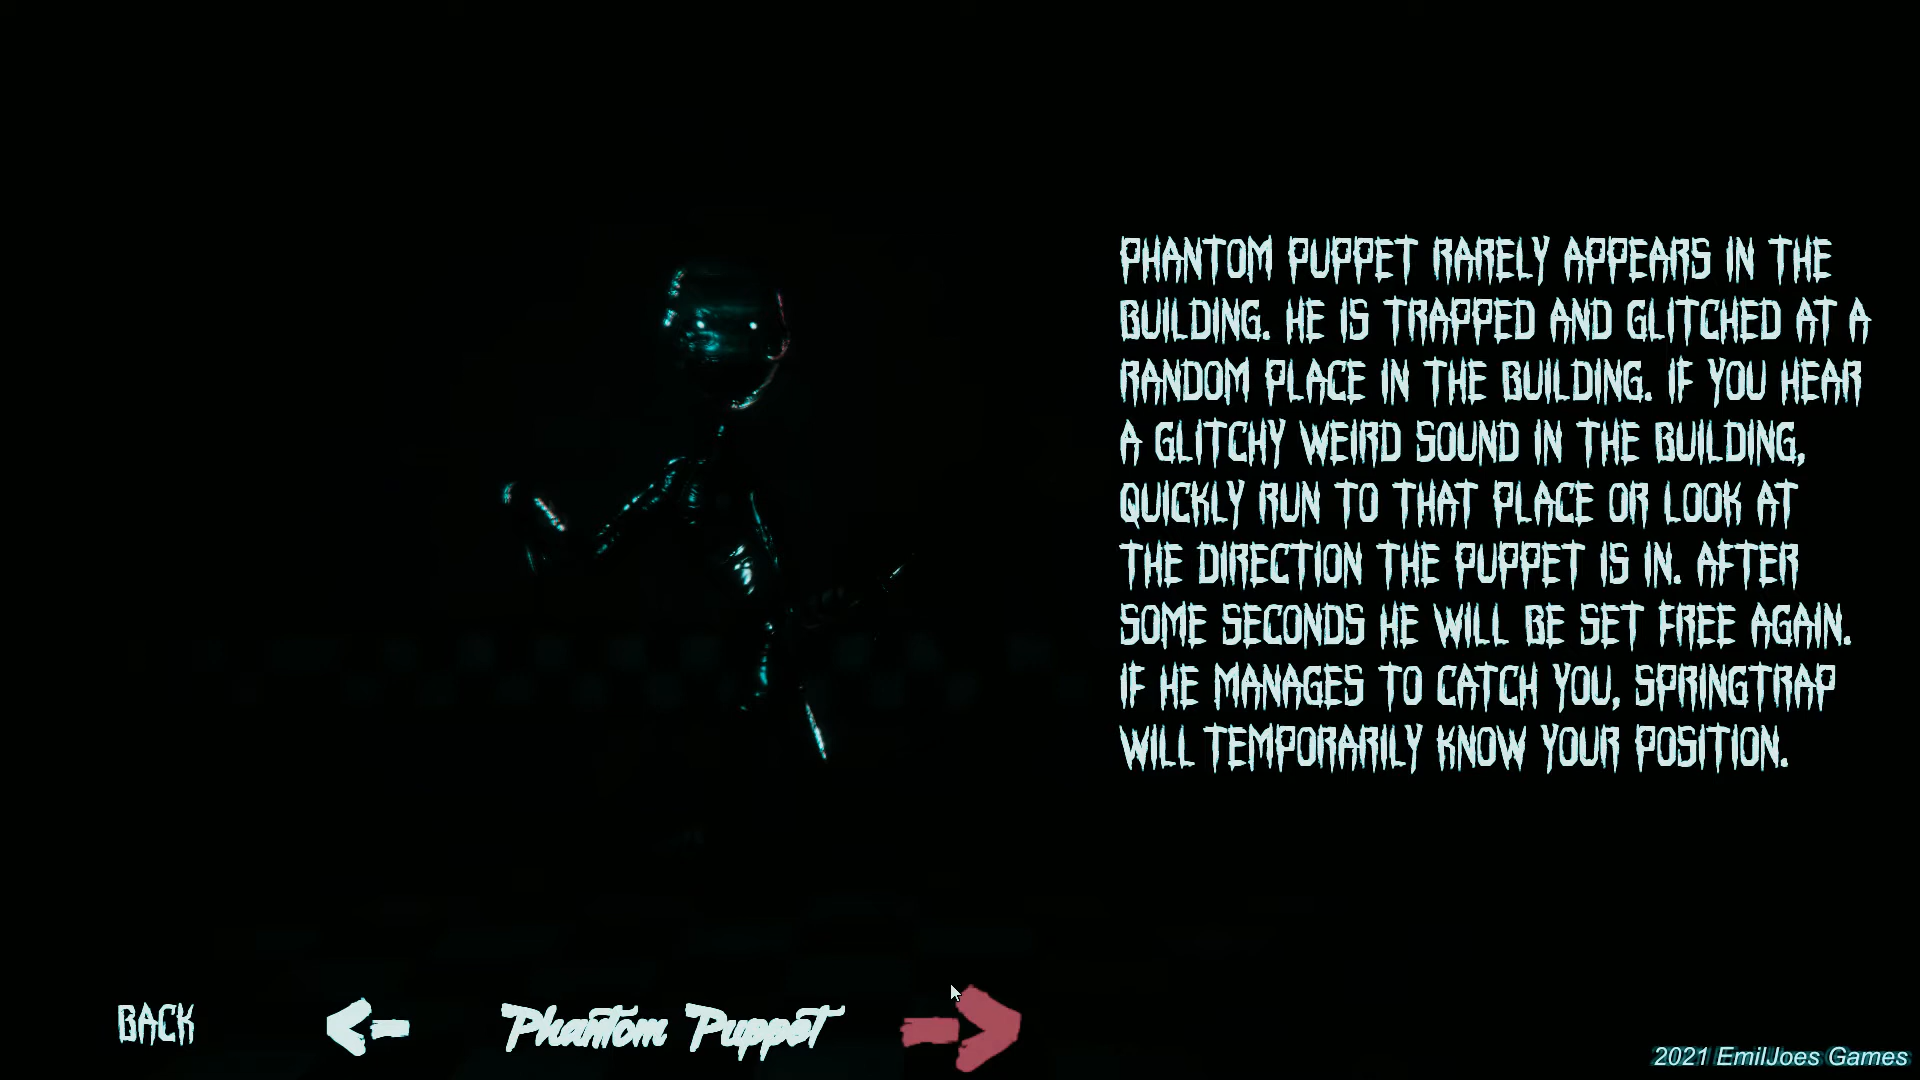 PHANTOM PUPPET RARELY APPEARS IN THE
BUILDING. HE IS TRAPPED AND GLITCHED AT A
RANDOM PLACE IN THE BUILDING. IF YOU HEAR
A GLITCHY WEIRD SOUND IN THE BUILDING,
QUICKLY RUN TO THAT PLACE OR LOOK AT
THE DIRECTION THE PUPPET IS IN. AFTER
SOME SECONDS HE WILL BE SET FREE AGAIN.
IF HE MANAGES TO CATCH YOU, SPRINGTRAP
WILL TEMPORARILY KNOW YOUR POSITION.
BACK
Phantom Puppet
2021 EmilJoes Games